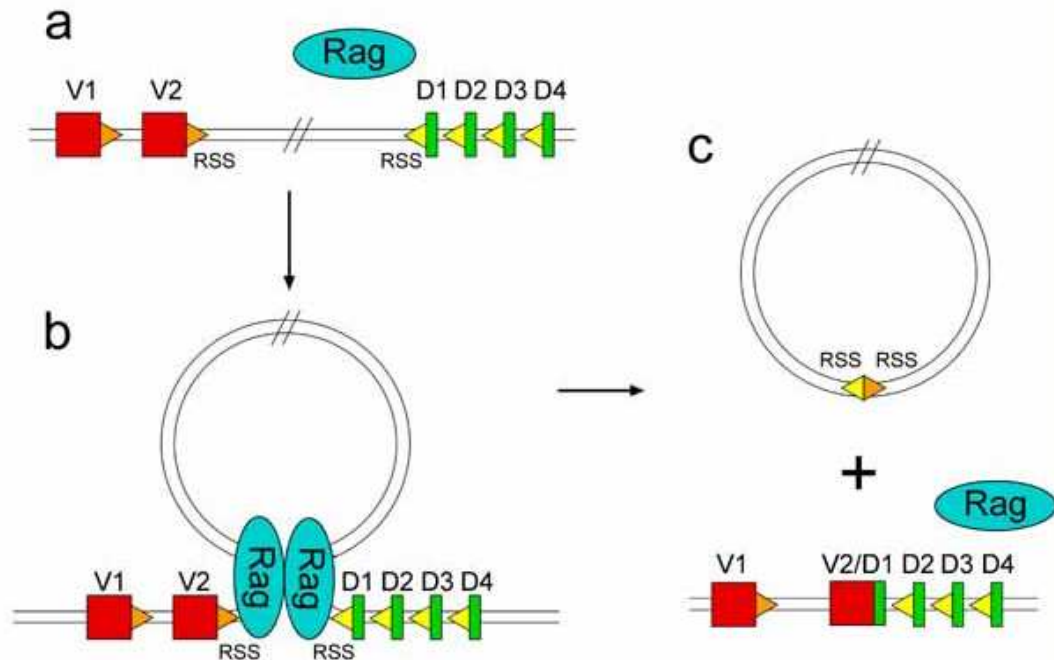 a
Rag
V1 V2 D1 D2 D3 D4
RSS RSS
b
Rag Rag
V1 V2 D1 D2 D3 D4
RSS RSS
c
RSS RSS
+
Rag
V1 V2/D1 D2 D3 D4